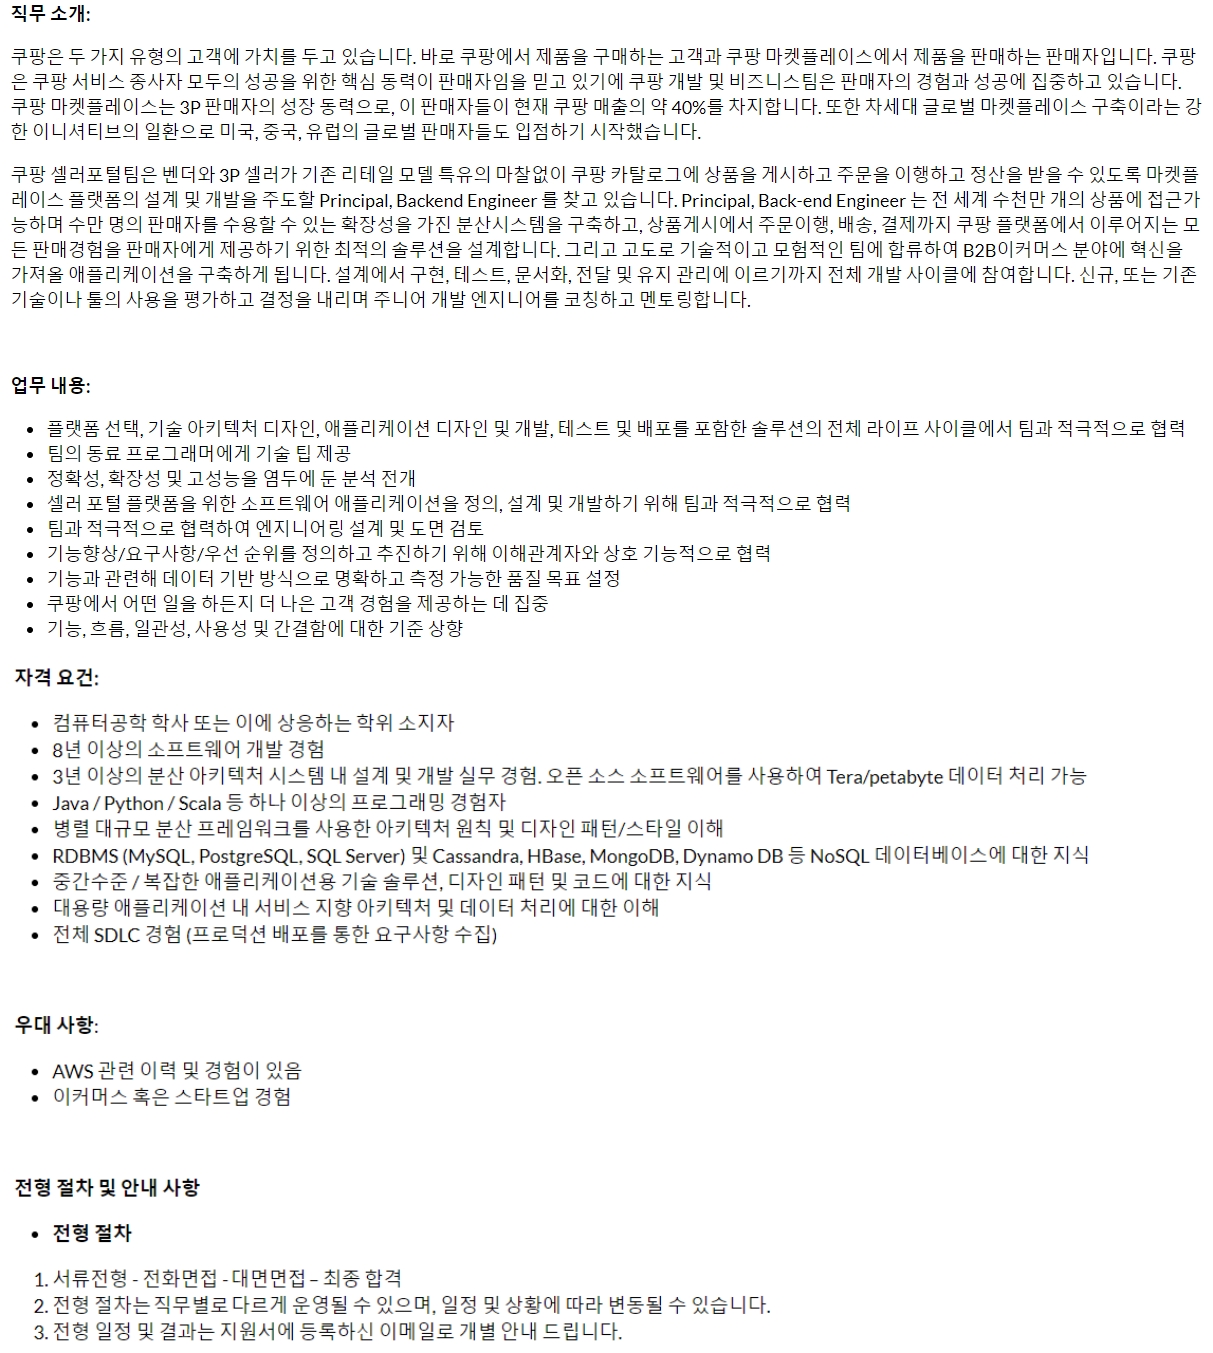 직무 소개:
쿠팡은 두 가지 유형의 고객에 가치를 두고 있습니다. 바로 쿠팡에서 제품을 구매하는 고객과 쿠팡 마켓플레이스에서 제품을 판매하는 판매자입니다. 쿠팡
은 쿠팡 서비스 종사자 모두의 성공을 위한 핵심 동력이 판매자임을 믿고 있기에 쿠팡 개발 및 비즈니스팀은 판매자의 경험과 성공에 집중하고 있습니다.
쿠팡 마켓플레이스는 3P 판매자의 성장 동력으로, 이 판매자들이 현재 쿠팡 매출의 약 40%를 차지합니다. 또한 차세대 글로벌 마켓플레이스 구축이라는 강
한 이니셔티브의 일환으로 미국, 중국, 유럽의 글로벌 판매자들도 입점하기 시작했습니다.
쿠팡 셀러포털팀은 벤더와 3P 셀러가 기존 리테일 모델 특유의 마찰없이 쿠팡 카탈로그에 상품을 게시하고 주문을 이행하고 정산을 받을 수 있도록 마켓플
레이스 플랫폼의 설계 및 개발을 주도할 Principal, Backend Engineer 를 찾고 있습니다. Principal, Back-end Engineer 는 전 세계 수천만 개의 상품에 접근가
능하며 수만 명의 판매자를 수용할 수 있는 확장성을 가진 분산시스템을 구축하고, 상품게시에서 주문이행, 배송, 결제까지 쿠팡 플랫폼에서 이루어지는 모
든 판매경험을 판매자에게 제공하기 위한 최적의 솔루션을 설계합니다. 그리고 고도로 기술적이고 모험적인 팀에 합류하여 B2B이커머스 분야에 혁신을
가져올 애플리케이션을 구축하게 됩니다. 설계에서 구현, 테스트, 문서화, 전달 및 유지 관리에 이르기까지 전체 개발 사이클에 참여합니다. 신규, 또는 기존
기술이나 툴의 사용을 평가하고 결정을 내리며 주니어 개발 엔지니어를 코칭하고 멘토링합니다.
업무 내용:
• 플랫폼 선택, 기술 아키텍처 디자인, 애플리케이션 디자인 및 개발, 테스트 및 배포를 포함한 솔루션의 전체 라이프 사이클에서 팀과 적극적으로 협력
• 팀의 동료 프로그래머에게 기술 팁 제공
• 정확성, 확장성 및 고성능을 염두에 둔 분석 전개
• 셀러 포털 플랫폼을 위한 소프트웨어 애플리케이션을 정의, 설계 및 개발하기 위해 팀과 적극적으로 협력
• 팀과 적극적으로 협력하여 엔지니어링 설계 및 도면 검토
• 기능향상/요구사항/우선 순위를 정의하고 추진하기 위해 이해관계자와 상호 기능적으로 협력
• 기능과 관련해 데이터 기반 방식으로 명확하고 측정 가능한 품질 목표 설정
• 쿠팡에서 어떤 일을 하든지 더 나은 고객 경험을 제공하는 데 집중
• 기능, 흐름, 일관성, 사용성 및 간결함에 대한 기준 상향
자격 요건:
• 컴퓨터공학 학사 또는 이에 상응하는 학위 소지자
• 8년 이상의 소프트웨어 개발 경험
• 3년 이상의 분산 아키텍처 시스템 내 설계 및 개발 실무 경험. 오픈 소스 소프트웨어를 사용하여 Tera/petabyte 데이터 처리 가능
• Java / Python / Scala 등 하나 이상의 프로그래밍 경험자
• 병렬 대규모 분산 프레임워크를 사용한 아키텍처 원칙 및 디자인 패턴/스타일 이해
• RDBMS (MySQL, PostgreSQL, SQL Server) 및 Cassandra, HBase, MongoDB, Dynamo DB 등 NoSQL 데이터베이스에 대한 지식
• 중간수준 / 복잡한 애플리케이션용 기술 솔루션, 디자인 패턴 및 코드에 대한 지식
• 대용량 애플리케이션 내 서비스 지향 아키텍처 및 데이터 처리에 대한 이해
• 전체 SDLC 경험 (프로덕션 배포를 통한 요구사항 수집)
우대 사항:
• AWS 관련 이력 및 경험이 있음
• 이커머스 혹은 스타트업 경험
전형 절차 및 안내 사항
• 전형 절차
1. 서류전형 - 전화면접 - 대면면접 – 최종 합격
2. 전형 절차는 직무별로 다르게 운영될 수 있으며, 일정 및 상황에 따라 변동될 수 있습니다.
3. 전형 일정 및 결과는 지원서에 등록하신 이메일로 개별 안내 드립니다.